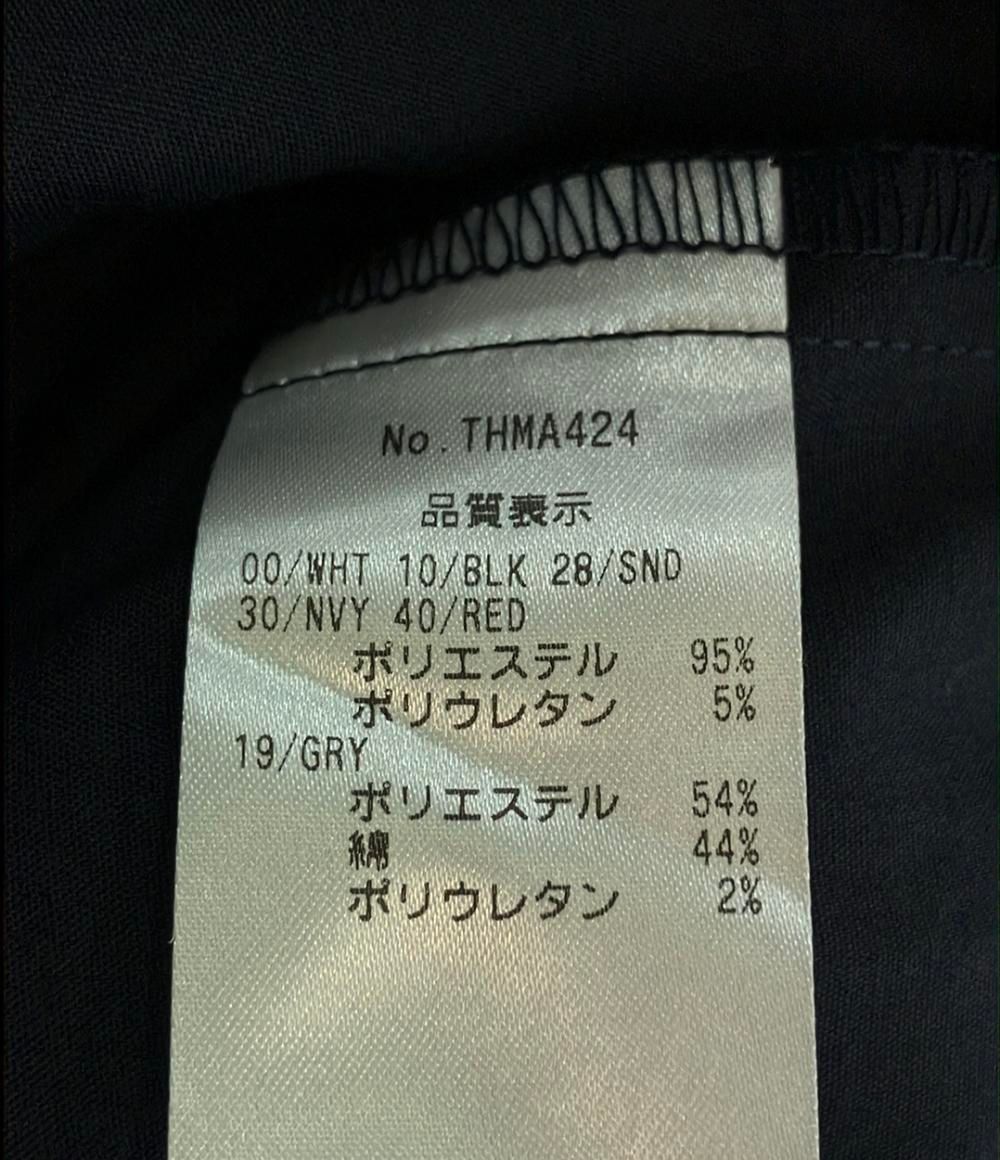 No.THMA424
品質表示
00/WHT 10/BLK 28/SND
30/NVY 40/RED
ポリエステル 95%
ポリウレタン 5%
19/GRY
ポリエステル 54%
綿 44%
ポリウレタン 2%